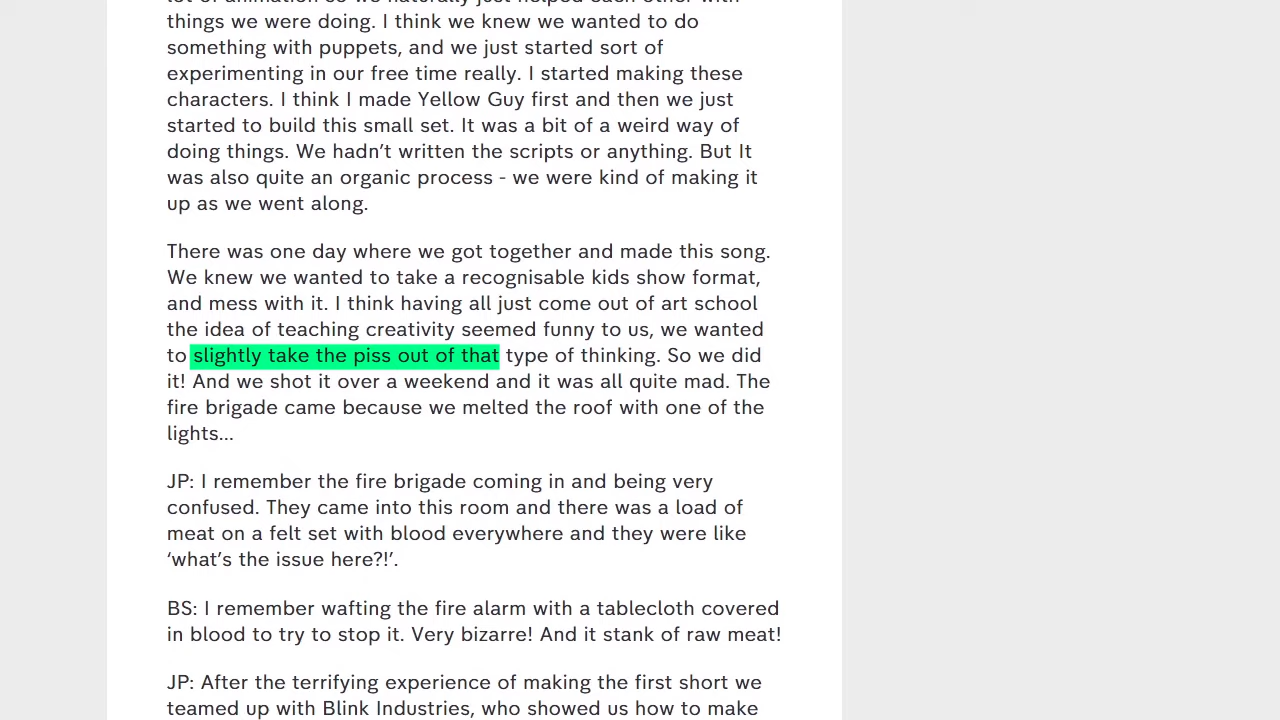 things we were doing. I think we knew we wanted to do
something with puppets, and we just started sort of
experimenting in our free time really. I started making these
characters. I think I made Yellow Guy first and then we just
started to build this small set. It was a bit of a weird way of
doing things. We hadn’t written the scripts or anything. But It
was also quite an organic process - we were kind of making it
up as we went along.
There was one day where we got together and made this song.
We knew we wanted to take a recognisable kids show format,
and mess with it. I think having all just come out of art school
the idea of teaching creativity seemed funny to us, we wanted
to slightly take the piss out of that type of thinking. So we did
it! And we shot it over a weekend and it was all quite mad. The
fire brigade came because we melted the roof with one of the
lights...
JP: I remember the fire brigade coming in and being very
confused. They came into this room and there was a load of
meat on a felt set with blood everywhere and they were like
‘what’s the issue here?!’.
BS: I remember wafting the fire alarm with a tablecloth covered
in blood to try to stop it. Very bizarre! And it stank of raw meat!
JP: After the terrifying experience of making the first short we
teamed up with Blink Industries, who showed us how to make